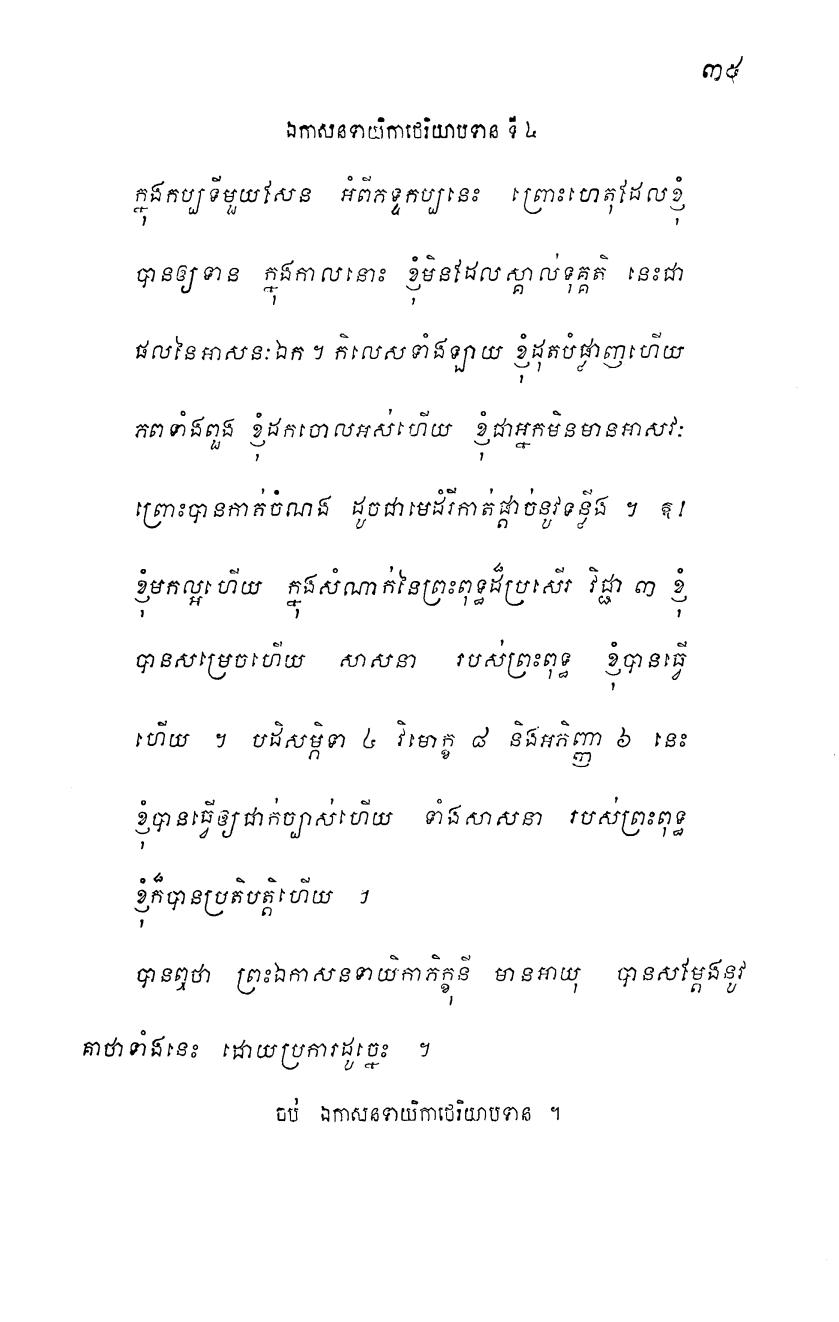 ៣៥
ឯកាសនទាយិកាថេរិយាបទាន ទី ៤
ក្នុងកប្បទីមួយសែន អំពីភទ្ទកប្បនេះ ព្រោះហេតុដែលខ្ញុំ
បានឲ្យទាន ក្នុងកាលនោះ ខ្ញុំមិនដែលស្គាល់ទុគ្គតិ នេះជា
ផលនៃអាសនៈឯក ។ កិលេសទាំងឡាយ ខ្ញុំដុតបំផ្លាញហើយ
ភពទាំងពួង ខ្ញុំដកចោលអស់ហើយ ខ្ញុំជាអ្នកមិនមានអាសវៈ
ព្រោះបានកាត់ចំណង ដូចជាមេដំរីកាត់ផ្តាច់នូវទន្លីង ។ ឱ!
ខ្ញុំមកល្អហើយ ក្នុងសំណាក់នៃព្រះពុទ្ធដ៏ប្រសើរ វិជ្ជា ៣ ខ្ញុំ
បានសម្រេចហើយ សាសនា របស់ព្រះពុទ្ធ ខ្ញុំបានធ្វើ
ហើយ ។ បដិសម្ភិទា ៤ វិមោក្ខ ៨ និងអភិញ្ញា ៦ នេះ
ខ្ញុំបានធ្វើឲ្យជាក់ច្បាស់ហើយ ទាំងសាសនា របស់ព្រះពុទ្ធ
ខ្ញុំក៏បានប្រតិបត្តិហើយ ។
បានឮថា ព្រះឯកាសនទាយិកាភិក្ខុនី មានអាយុ បានសម្តែងនូវ
គាថាទាំងនេះ ដោយប្រការដូច្នេះ ។
ចប់ ឯកាសនទាយិកាថេរិយាបទាន ។